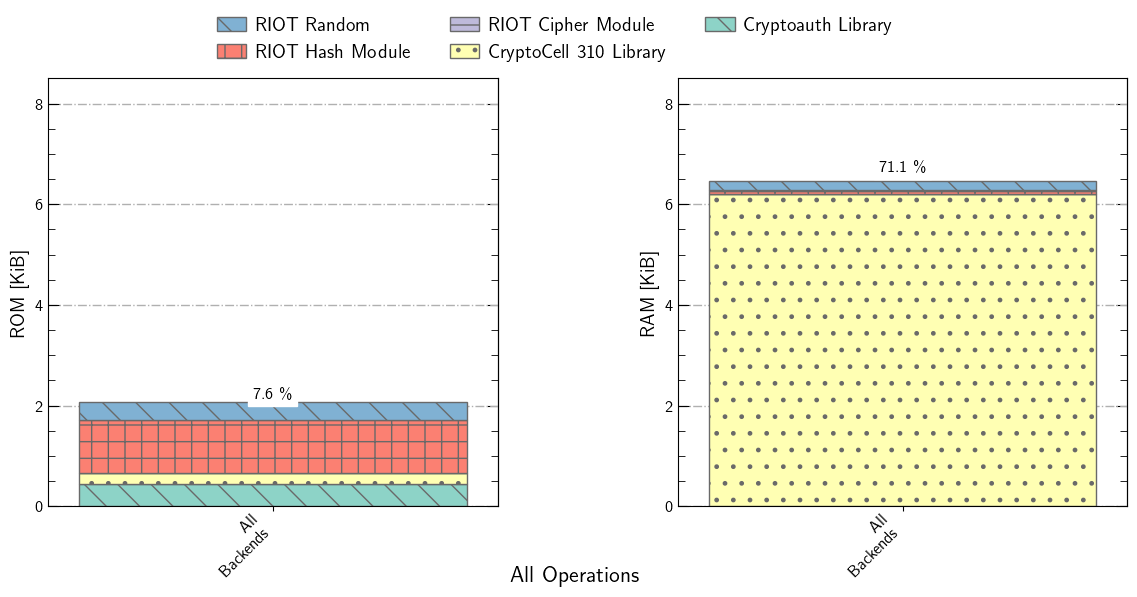 RIOT Random
RIOT Hash Module
RIOT Cipher Module
CryptoCell 310 Library
Cryptoauth Library
ROM [KiB]
8
6
4
2
0
7.6 %
All
Backends
RAM [KiB]
8
6
4
2
0
71.1 %
All
Backends
All Operations